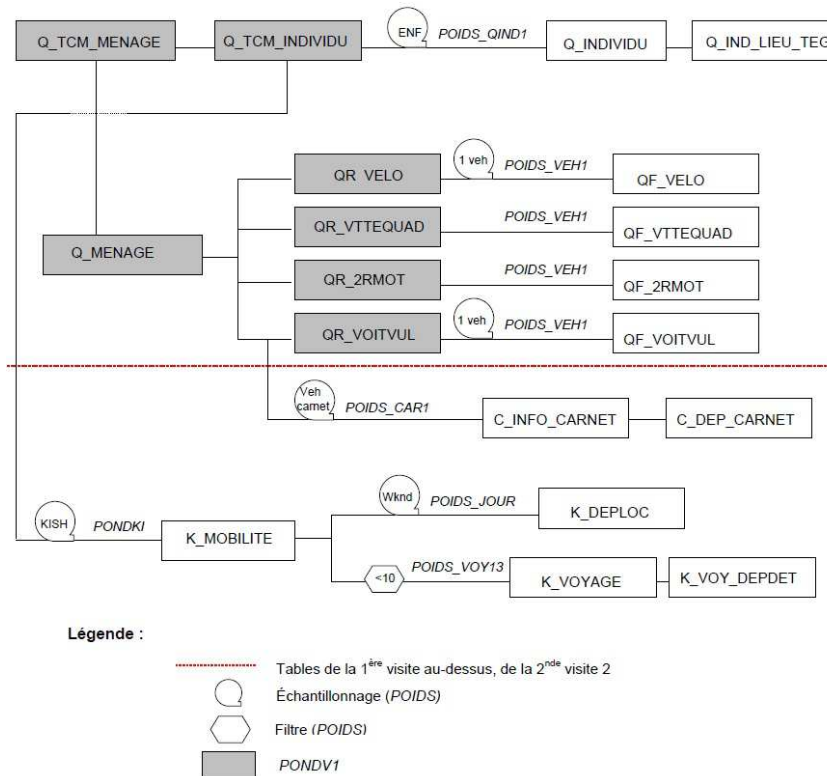 Q_TCM_MENAGE
Q_TCM_INDIVIDU
ENF
POIDS_QIND1
Q_INDIVIDU
Q_IND_LIEU_TEG
QR_VELO
1 veh
POIDS_VEH1
QF_VELO
QR_VTTEQUAD
POIDS_VEH1
QF_VTTEQUAD
Q_MENAGE
QR_2RMOT
POIDS_VEH1
QF_2RMOT
QR_VOITVUL
1 veh
POIDS_VEH1
QF_VOITVUL
Veh
carnet
POIDS_CAR1
C_INFO_CARNET
C_DEP_CARNET
Wknd
POIDS_JOUR
K_DEPLOC
KISH
PONDKI
K_MOBILITE
<10
POIDS_VOY13
K_VOYAGE
K_VOY_DEPDET
Légende :
Tables de la 1ère visite au-dessus, de la 2nde visite 2
Échantillonnage (POIDS)
Filtre (POIDS)
PONDV1